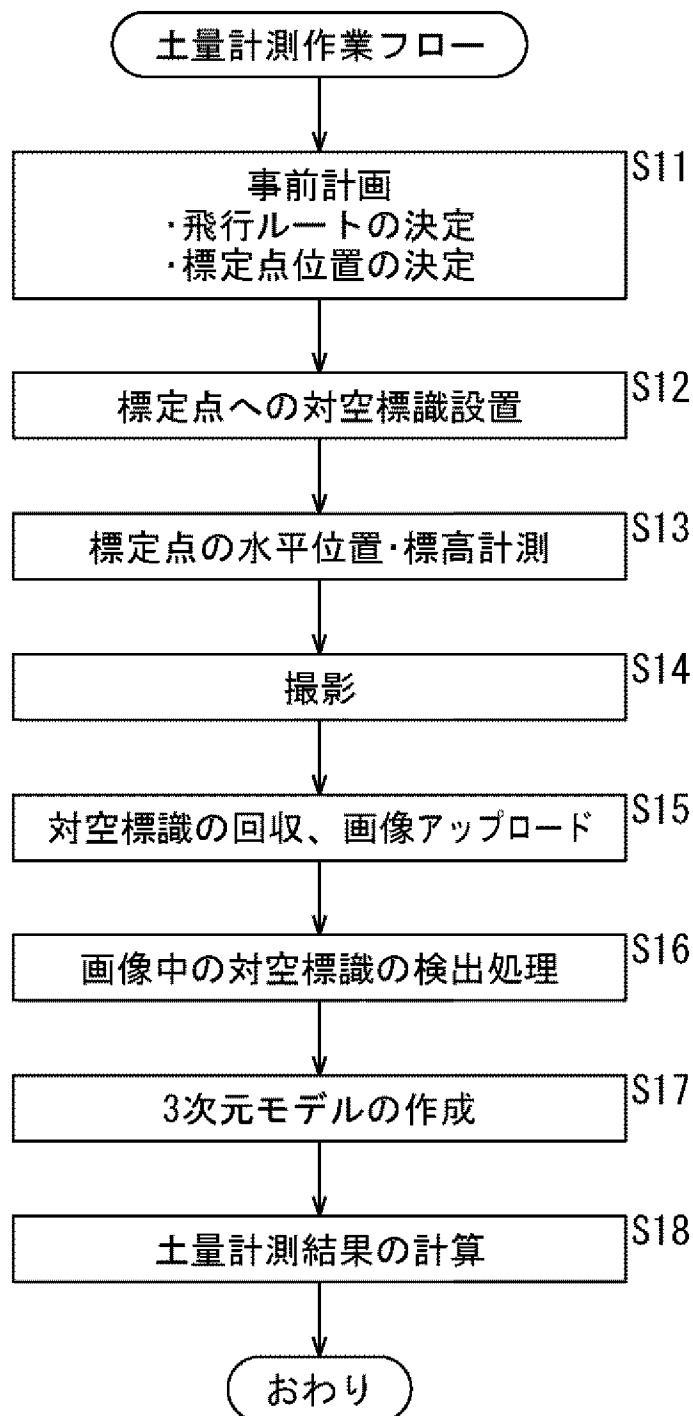 土量計測作業フロー
S11
事前計画
・飛行ルートの決定
・標定点位置の決定
S12
標定点への対空標識設置
S13
標定点の水平位置・標高計測
S14
撮影
S15
対空標識の回収、画像アップロード
S16
画像中の対空標識の検出処理
S17
3次元モデルの作成
S18
土量計測結果の計算
おわり